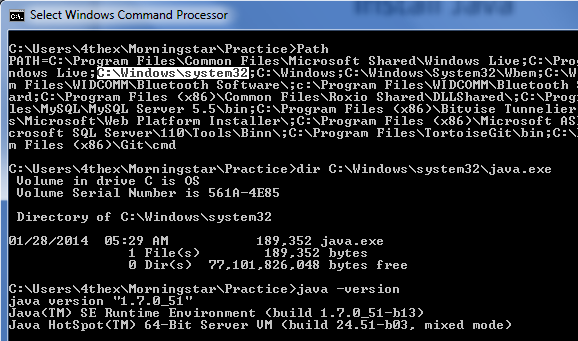 Install Java
Select Windows Command Processor
C:\Users\4thex\Morningstar\Practice>Path
PATH=C:\Program Files\Common Files\Microsoft Shared\Windows Live;C:\Pro
ndows Live;C:\Windows\system32;C:\Windows;C:\Windows\System32\Wbem;C:\W
m Files\WIDCOMM\Bluetooth Software\;c:\Program Files\WIDCOMM\Bluetooth S
ard;C:\Program Files (x86)\Common Files\Roxio Shared\DLLShared\;C:\Prog
les\MySQL\MySQL Server 5.5\bin;C:\Program Files (x86)\Bitvise Tunnelier
s\Microsoft\Web Platform Installer\;C:\Program Files (x86)\Microsoft AS
crosoft SQL Server\110\Tools\Binn\;C:\Program Files\TortoiseGit\bin;C:\
m Files (x86)\Git\cmd
C:\Users\4thex\Morningstar\Practice>dir C:\Windows\system32\java.exe
Volume in drive C is OS
Volume Serial Number is 561A-4E85
Directory of C:\Windows\system32
01/28/2014  05:29 AM           189,352 java.exe
1 File(s)        189,352 bytes
0 Dir(s)  77,101,826,048 bytes free
C:\Users\4thex\Morningstar\Practice>java -version
java version "1.7.0_51"
Java(TM) SE Runtime Environment (build 1.7.0_51-b13)
Java HotSpot(TM) 64-Bit Server VM (build 24.51-b03, mixed mode)